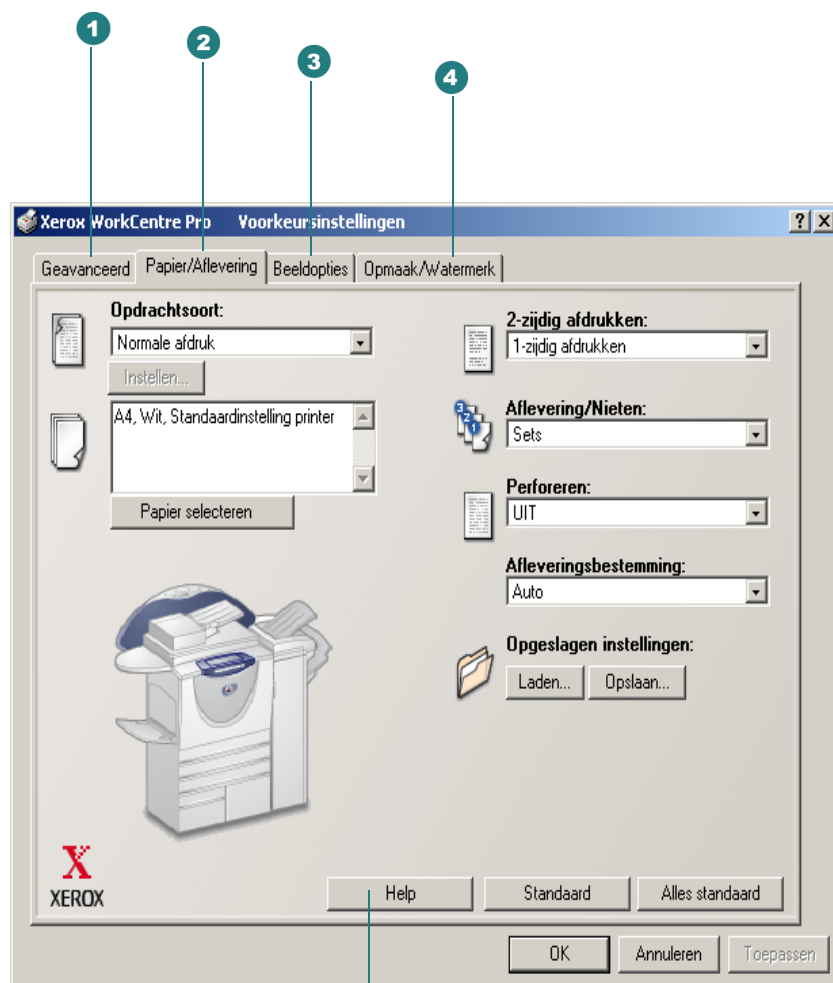 1
2
3
4
Xerox WorkCentre Pro Voorkeursinstellingen
Geavanceerd Papier/Aflevering Beeldopties Opmaak/Watermerk
Opdrachtsoort:
Normale afdruk
Instellen...
A4, Wit, Standaardinstelling printer
Papier selecteren
2-zijdig afdrukken:
1-zijdig afdrukken
Aflevering/Nieten:
Sets
Perforeren:
UIT
Afleveringsbestemming:
Auto
Opgeslagen instellingen:
Laden... Opslaan...
X
XEROX
Help Standaard Alles standaard
OK Annuleren Toepassen